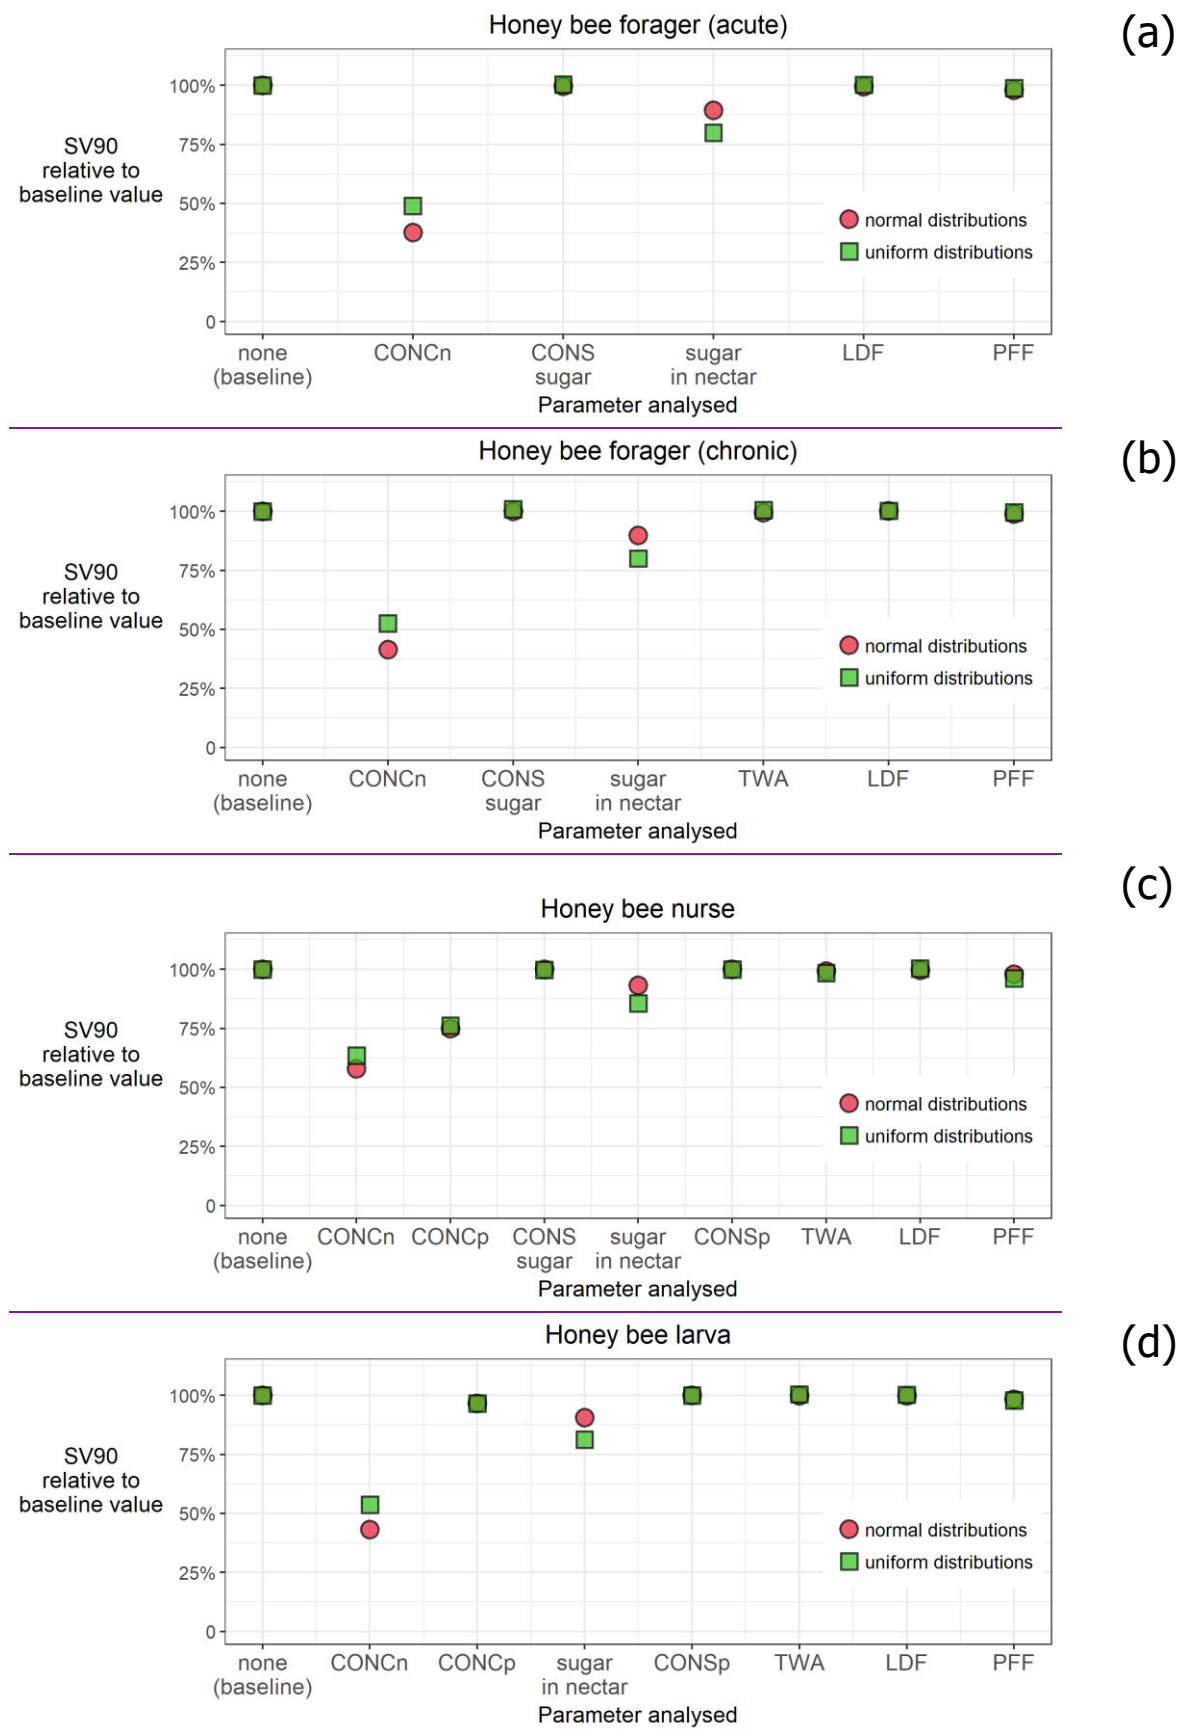 Honey bee forager (acute)
(a)
100%
75%
50%
25%
0
SV90
relative to
baseline value
normal distributions
uniform distributions
none
(baseline)
CONCn
CONS
sugar
sugar
in nectar
LDF
PFF
Parameter analysed
Honey bee forager (chronic)
(b)
100%
75%
50%
25%
0
SV90
relative to
baseline value
normal distributions
uniform distributions
none
(baseline)
CONCn
CONS
sugar
sugar
in nectar
TWA
LDF
PFF
Parameter analysed
(c)
Honey bee nurse
100%
75%
50%
25%
0
SV90
relative to
baseline value
normal distributions
uniform distributions
none
(baseline)
CONCn
CONCp
CONS
sugar
sugar
in nectar
CONSp
TWA
LDF
PFF
Parameter analysed
Honey bee larva
(d)
100%
75%
50%
25%
0
SV90
relative to
baseline value
normal distributions
uniform distributions
none
(baseline)
CONCn
CONCp
sugar
in nectar
CONSp
TWA
LDF
PFF
Parameter analysed